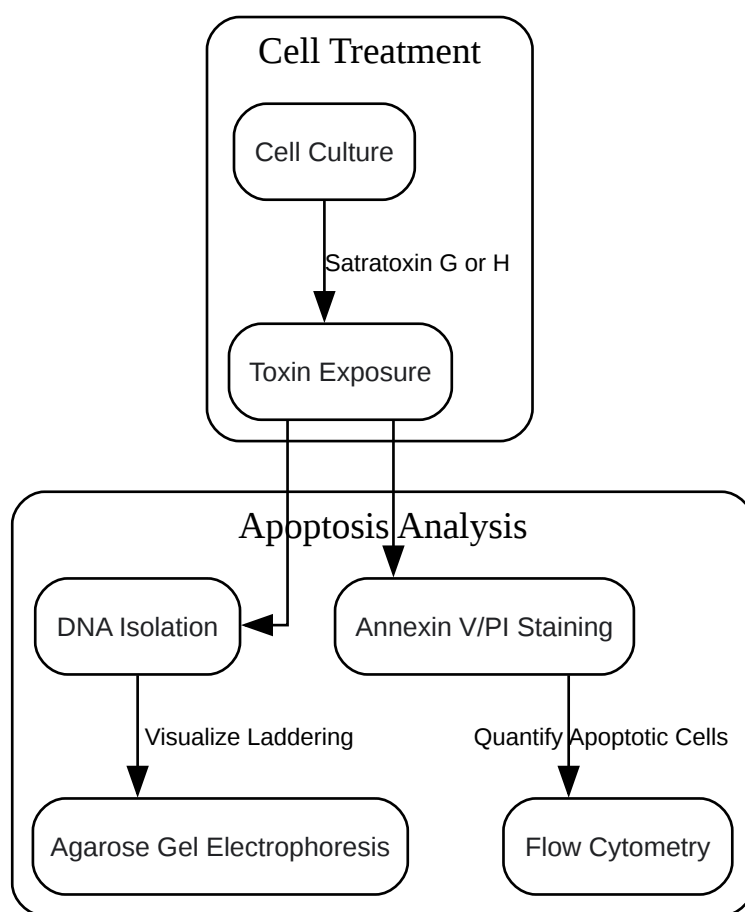 Cell Treatment
Cell Culture
Satratoxin G or H
Toxin Exposure
Apoptosis Analysis
DNA Isolation
Annexin V/PI Staining
Visualize Laddering
Quantify Apoptotic Cells
Agarose Gel Electrophoresis
Flow Cytometry